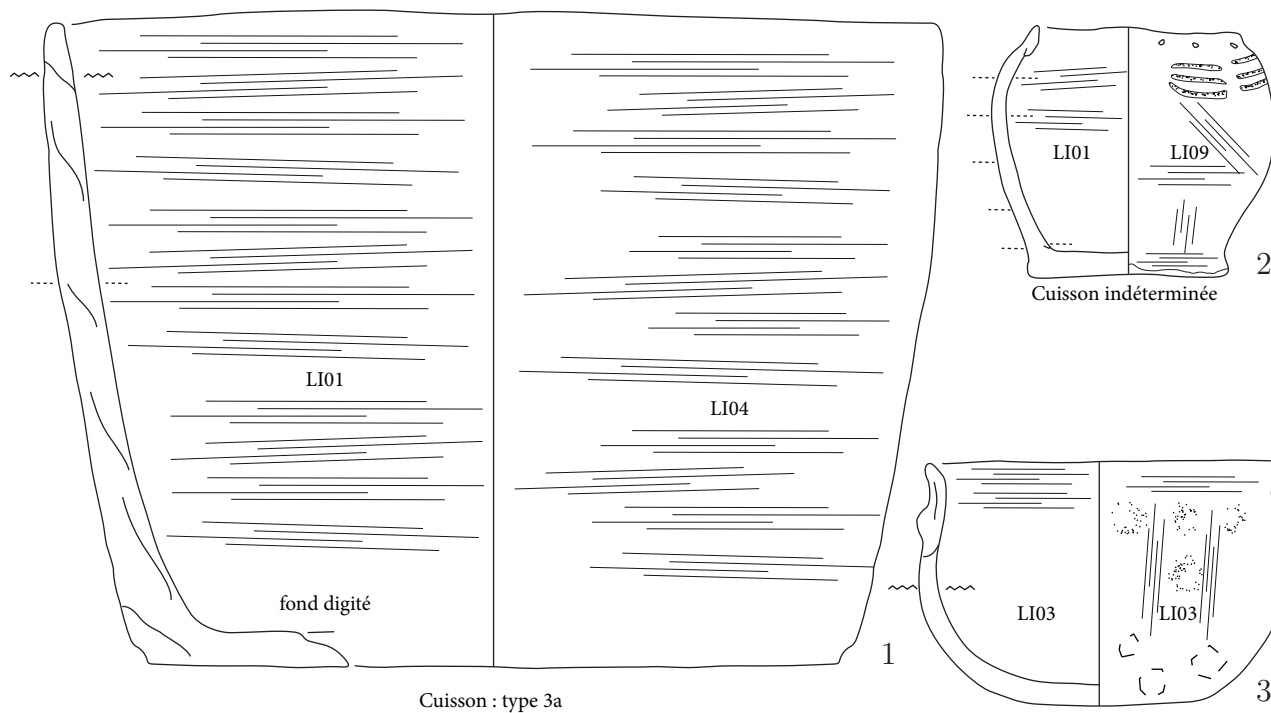 LI01
LI04
fond digité
1
Cuisson : type 3a
LI01
LI09
2
Cuisson indéterminée
LI03
LI03
3